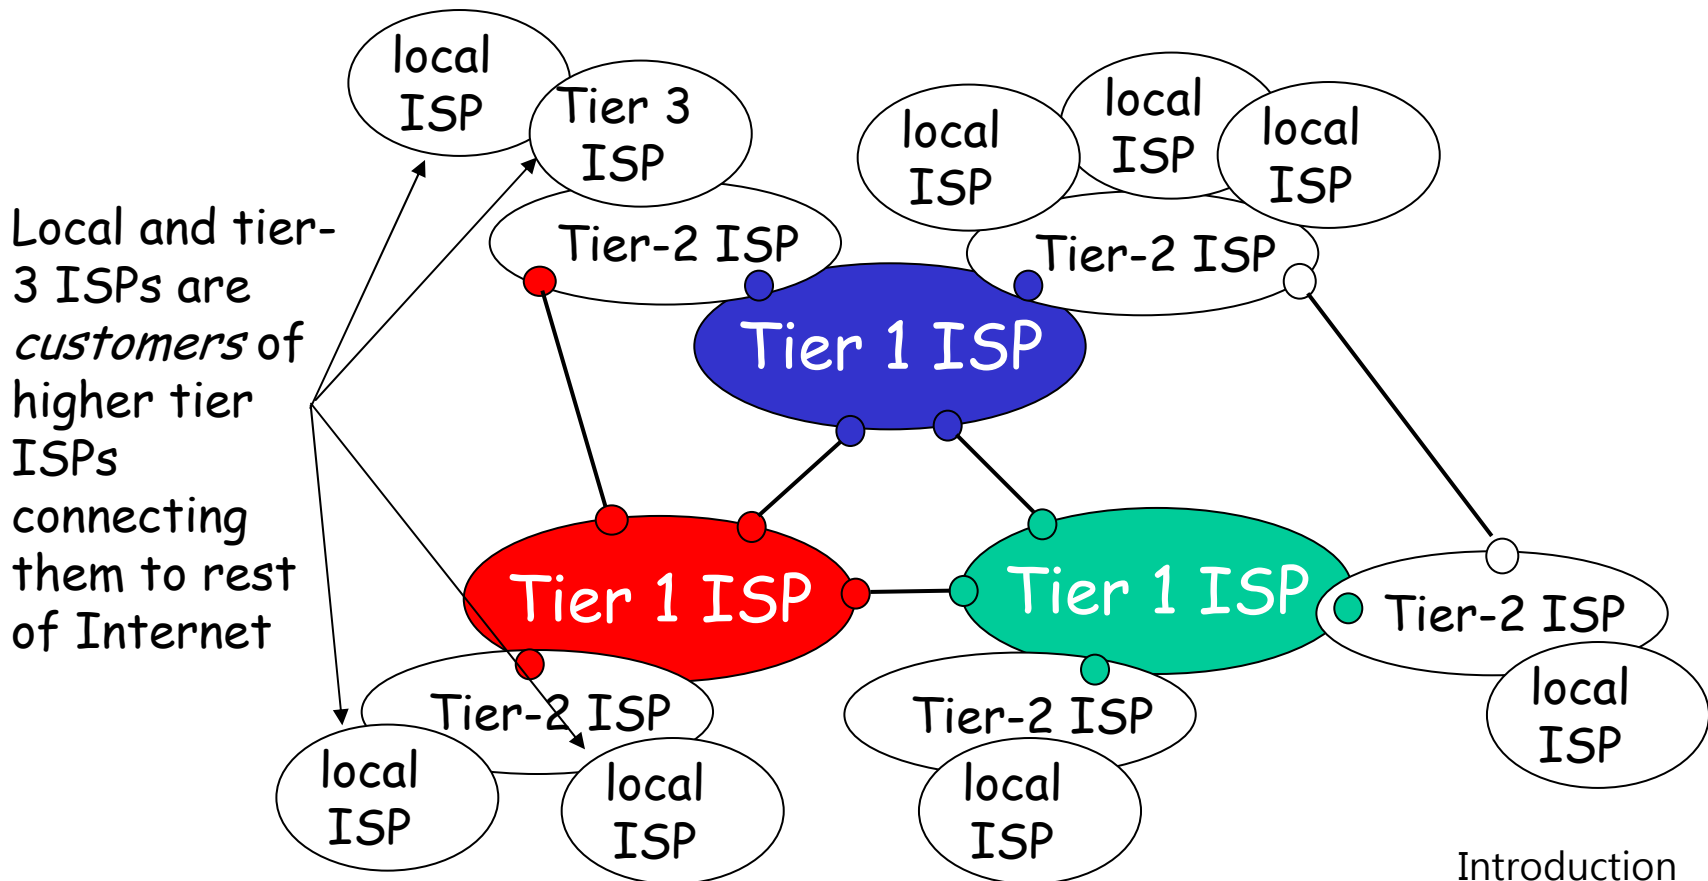 local
ISP
Tier 3
ISP
local
ISP
local
ISP
local
ISP
Local and tier-
3 ISPs are
customers of
higher tier
ISPs
connecting
them to rest
of Internet
Tier-2 ISP
Tier-2 ISP
Tier 1 ISP
Tier 1 ISP
Tier 1 ISP
Tier-2 ISP
Tier-2 ISP
Tier-2 ISP
local
ISP
local
ISP
local
ISP
local
ISP
Introduction